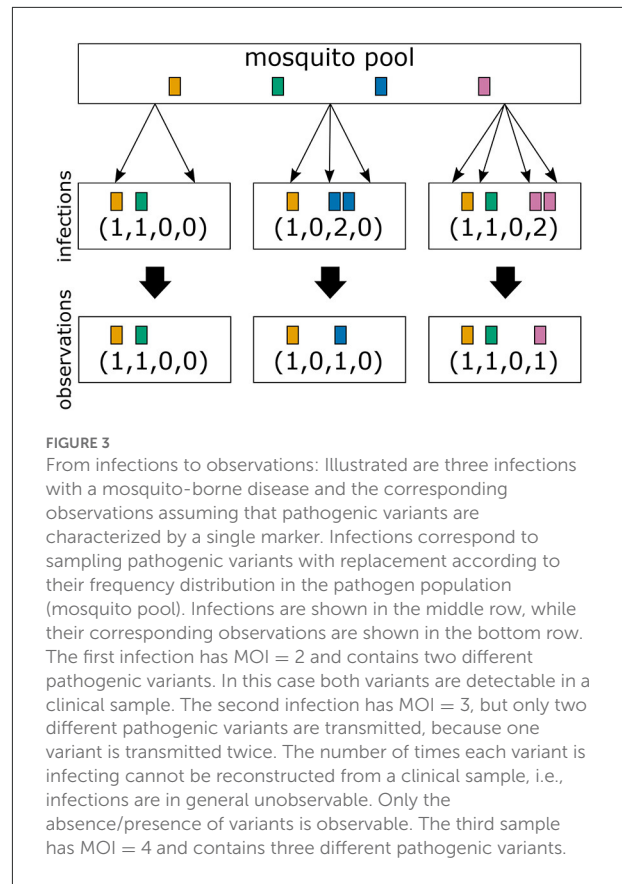 mosquito pool
infections
(1,1,0,0)
(1,0,2,0)
(1,1,0,2)
observations
(1,1,0,0)
(1,0,1,0)
(1,1,0,1)
FIGURE 3
From infections to observations: Illustrated are three infections
with a mosquito-borne disease and the corresponding
observations assuming that pathogenic variants are
characterized by a single marker. Infections correspond to
sampling pathogenic variants with replacement according to
their frequency distribution in the pathogen population
(mosquito pool). Infections are shown in the middle row, while
their corresponding observations are shown in the bottom row.
The first infection has MOI = 2 and contains two different
pathogenic variants. In this case both variants are detectable in a
clinical sample. The second infection has MOI = 3, but only two
different pathogenic variants are transmitted, because one
variant is transmitted twice. The number of times each variant is
infecting cannot be reconstructed from a clinical sample, i.e.,
infections are in general unobservable. Only the
absence/presence of variants is observable. The third sample
has MOI = 4 and contains three different pathogenic variants.